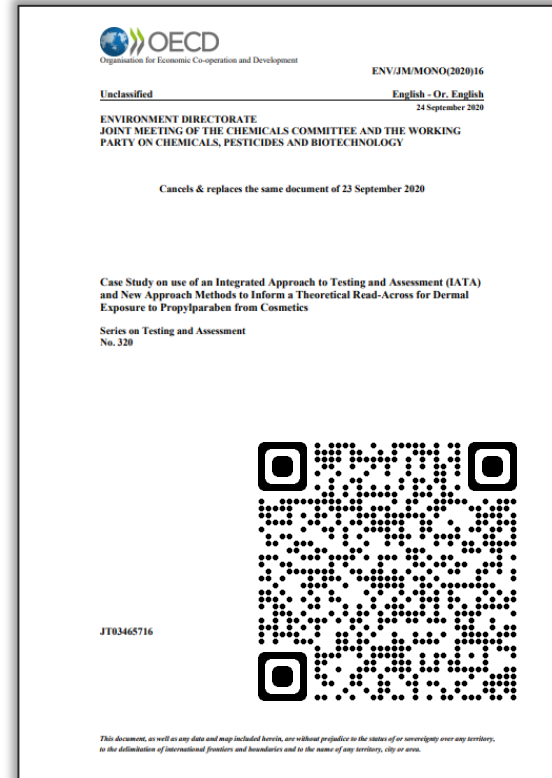 OECD
Organisation for Economic Co-operation and Development
ENV/JM/MONO(2020)16
Unclassified English - Or. English
24 September 2020
ENVIRONMENT DIRECTORATE
JOINT MEETING OF THE CHEMICALS COMMITTEE AND THE WORKING
PARTY ON CHEMICALS, PESTICIDES AND BIOTECHNOLOGY
Cancels & replaces the same document of 23 September 2020
Case Study on use of an Integrated Approach to Testing and Assessment (IATA)
and New Approach Methods to Inform a Theoretical Read-Across for Dermal
Exposure to Propylparaben from Cosmetics
Series on Testing and Assessment
No. 320
JT03465716
This document, as well as any data and map included herein, are without prejudice to the status of or sovereignty over any territory,
to the delimitation of international frontiers and boundaries and to the name of any territory, city or area.